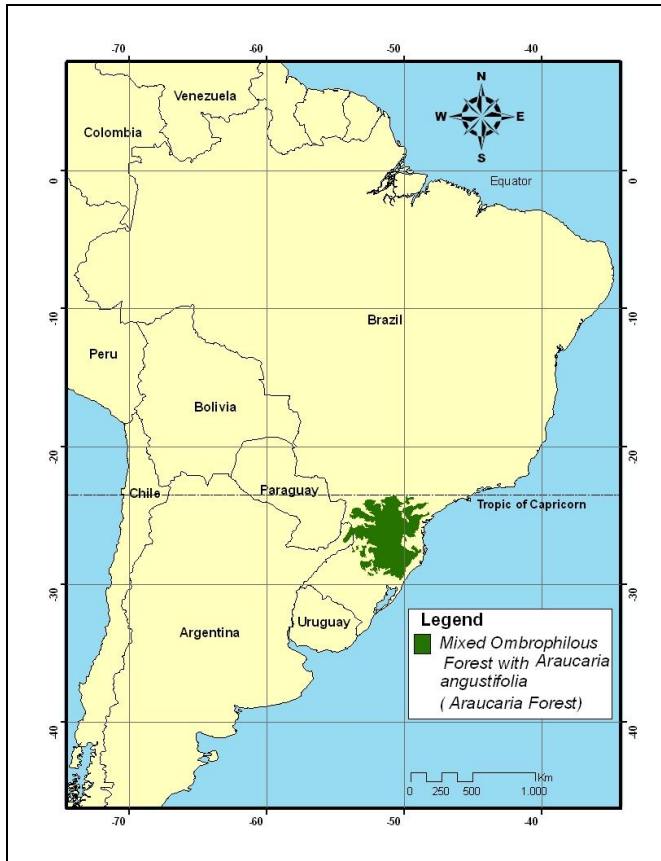 -70 -60 -50 -40
N
W E
S
Venezuela
Colombia
0 Equator 0
-10 -10
Brazil
Peru
Bolivia
-20 -20
Chile Paraguay
Tropic of Capricorn
-30 -30
Argentina Uruguay
Legend
Mixed Ombrophilous
Forest with Araucaria
angustifolia
( Araucaria Forest)
-40 -40
0 250 500 1.000
Km
-70 -60 -50 -40